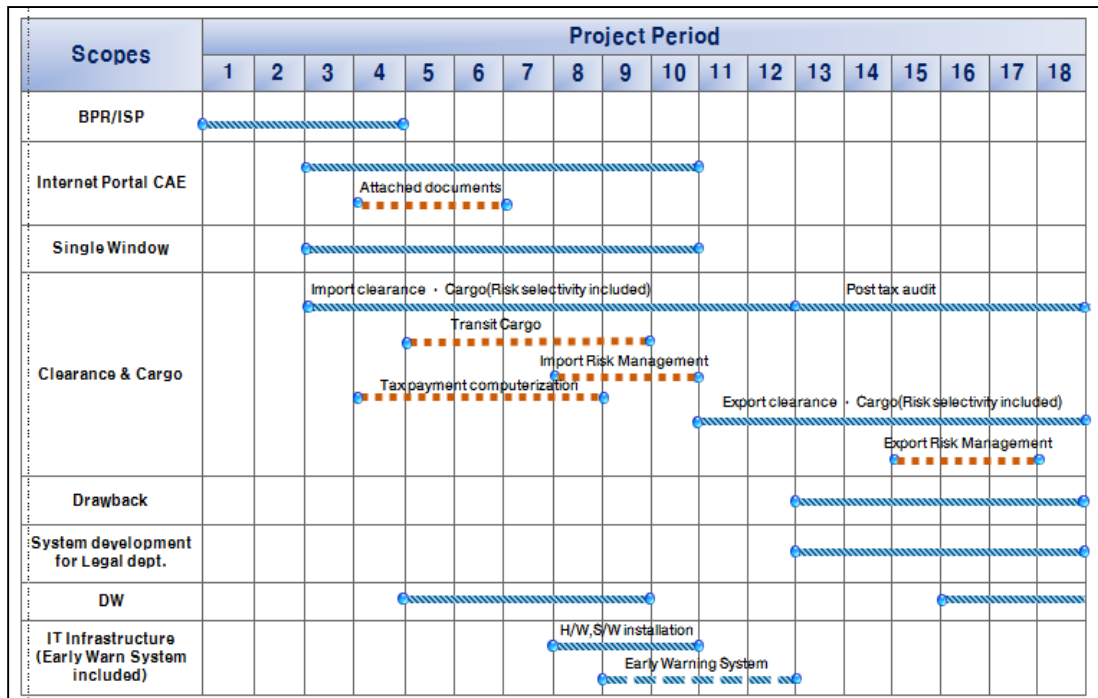 Scopes
Project Period
1 2 3 4 5 6 7 8 9 10 11 12 13 14 15 16 17 18
BPR/ISP
Internet Portal CAE
Attached documents
Single Window
Clearance & Cargo
Import clearance · Cargo(Risk selectivity included)
Post tax audit
Transit Cargo
Import Risk Management
Tax payment computerization
Export clearance · Cargo(Risk selectivity included)
Export Risk Management
Drawback
System development
for Legal dept.
DW
IT Infrastructure
(Early Warn System
included)
H/W,S/W installation
Early Warning System